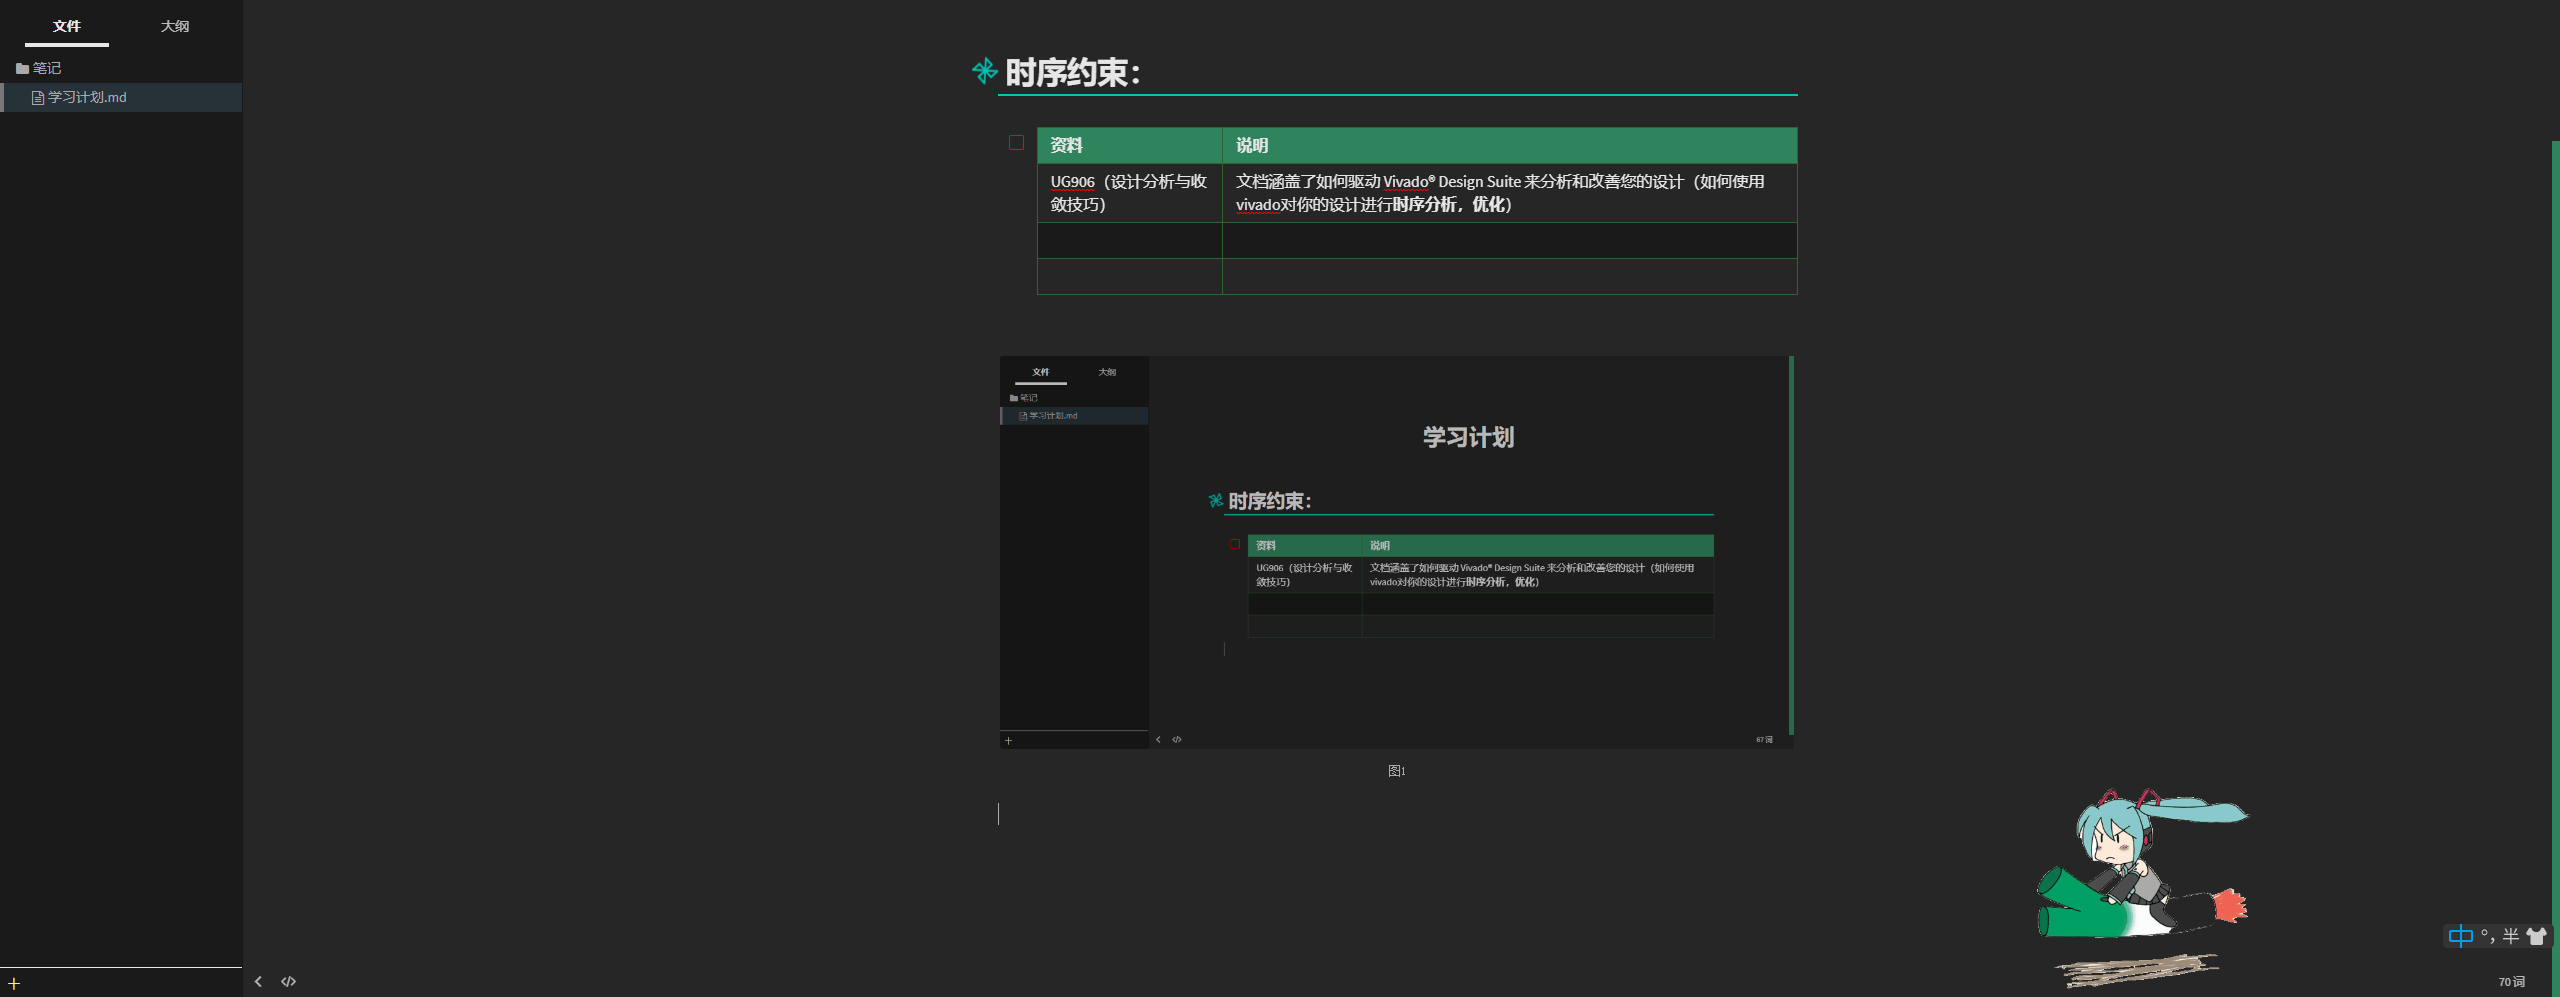 文件 大纲
笔记
学习计划.md
时序约束：
资料 说明
UG906（设计分析与收
敛技巧）
文档涵盖了如何驱动 Vivado® Design Suite 来分析和改善您的设计（如何使用
vivado对你的设计进行时序分析，优化）
文件 大纲
笔记
学习计划.md
学习计划
时序约束：
资料 说明
UG906（设计分析与收
敛技巧）
文档涵盖了如何驱动 Vivado® Design Suite 来分析和改善您的设计（如何使用
vivado对你的设计进行时序分析，优化）
67 词
图1
中 °, 半
70 词